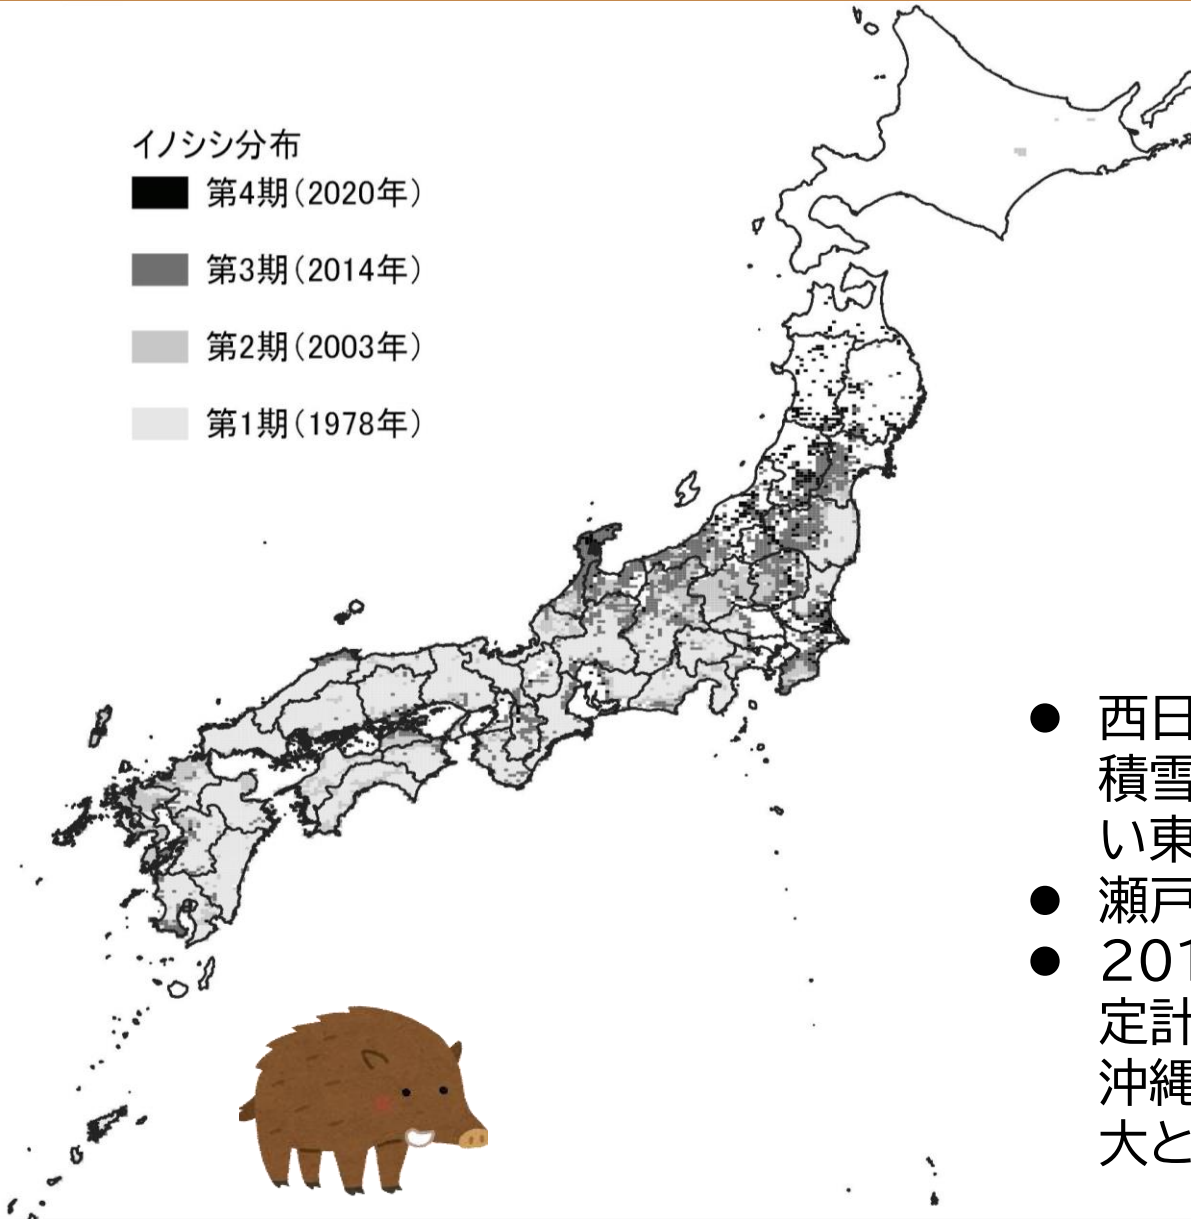 イノシシ分布
第4期(2020年)
第3期(2014年)
第2期(2003年)
第1期(1978年)
● 西日
積雪
い東
● 瀬戸
● 201
定計
沖縄
大と